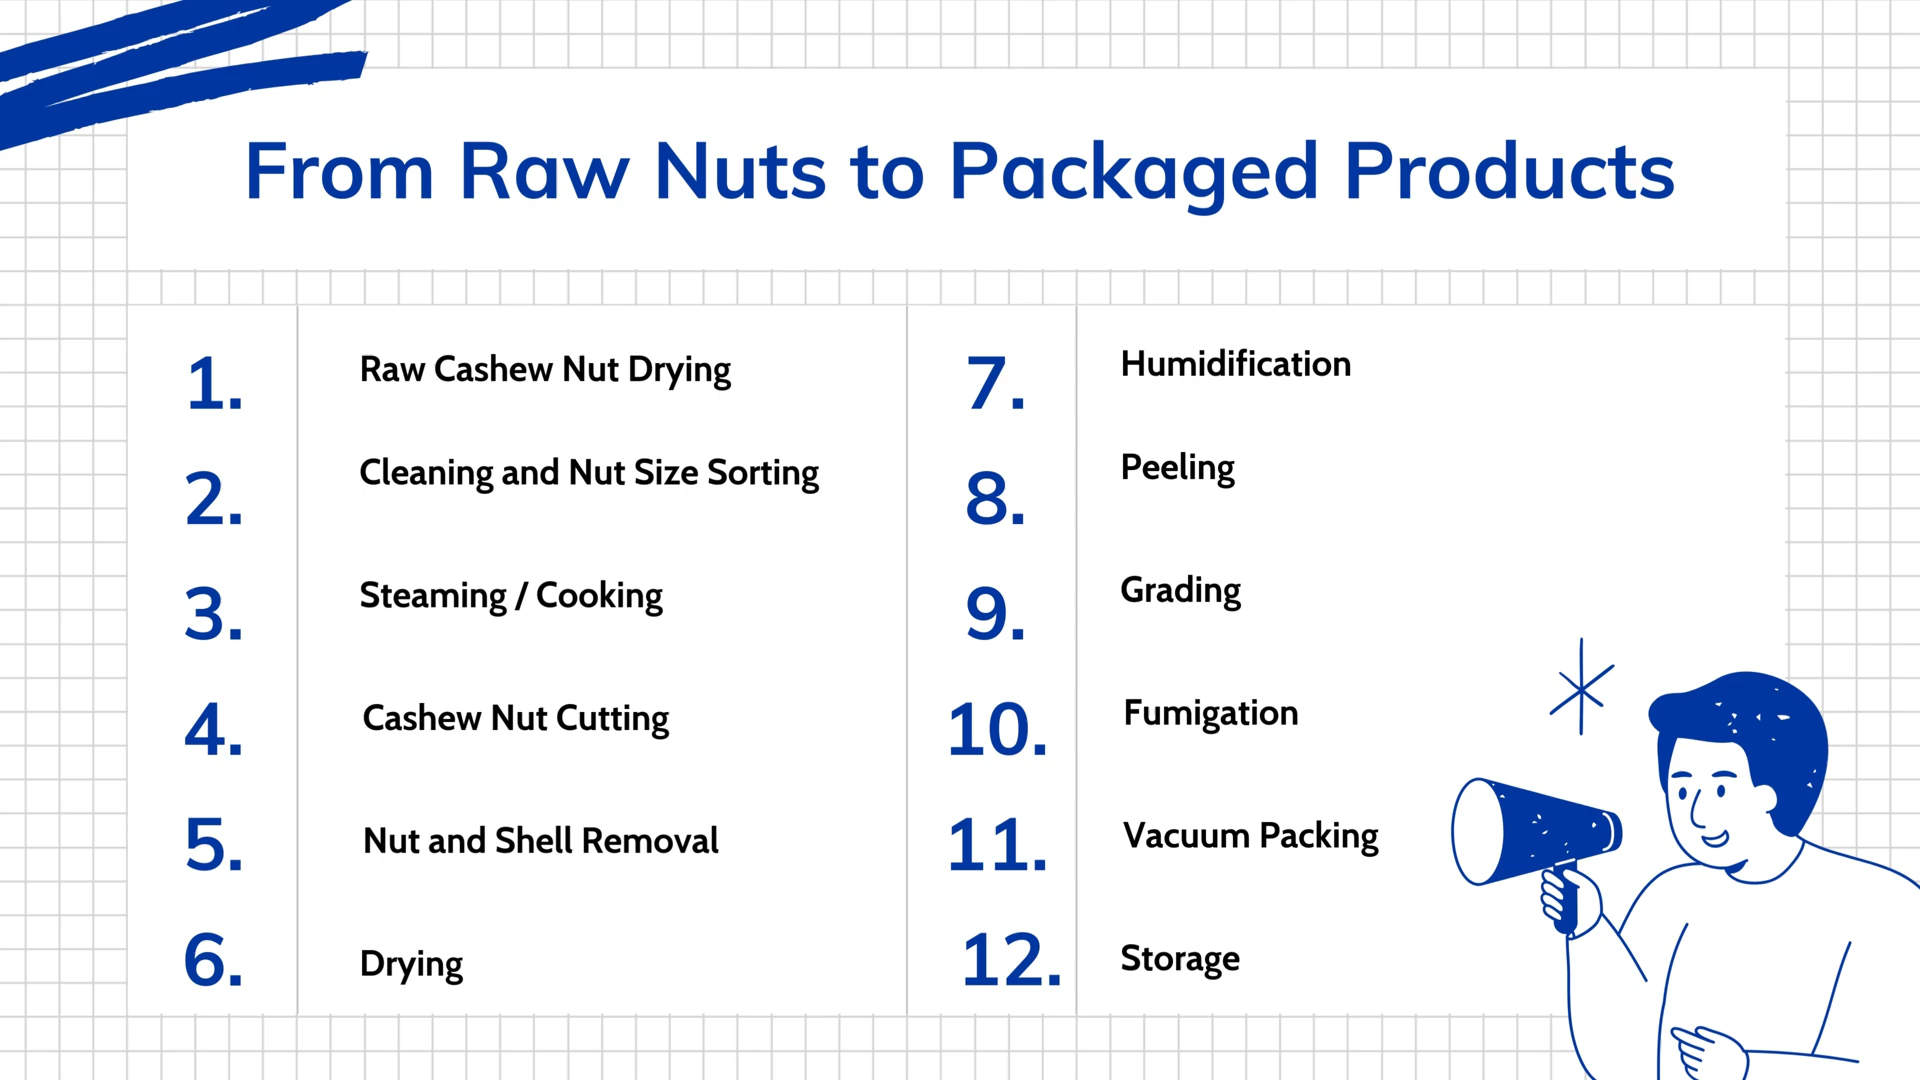 From Raw Nuts to Packaged Products
1. Raw Cashew Nut Drying
2. Cleaning and Nut Size Sorting
3. Steaming / Cooking
4. Cashew Nut Cutting
5. Nut and Shell Removal
6. Drying
7. Humidification
8. Peeling
9. Grading
10. Fumigation
11. Vacuum Packing
12. Storage